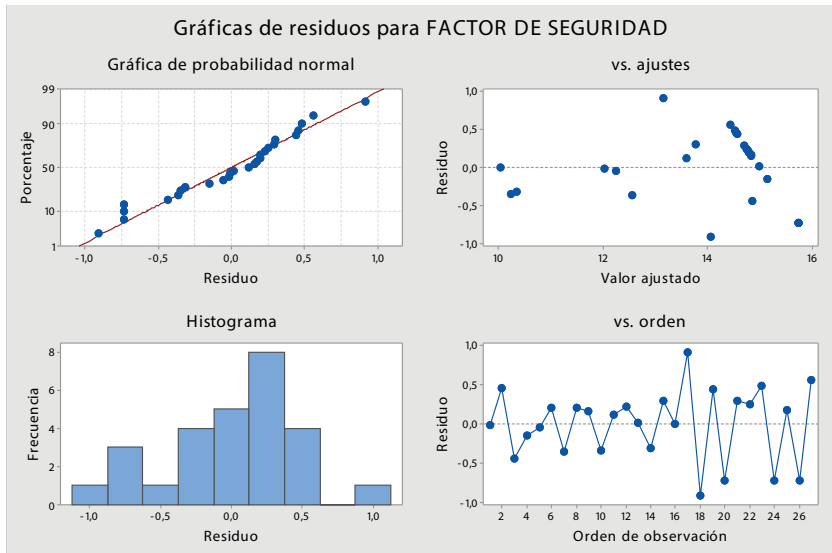 Gráficas de residuos para FACTOR DE SEGURIDAD
Gráfica de probabilidad normal
99
90
50
10
1
Porcentaje
-1,0 -0,5 0,0 0,5 1,0
Residuo
vs. ajustes
1,0
0,5
0,0
-0,5
-1,0
Residuo
10 12 14 16
Valor ajustado
Histograma
8
6
4
2
0
Frecuencia
-1,0 -0,5 0,0 0,5 1,0
Residuo
vs. orden
1,0
0,5
0,0
-0,5
-1,0
Residuo
2 4 6 8 10 12 14 16 18 20 22 24 26
Orden de observación